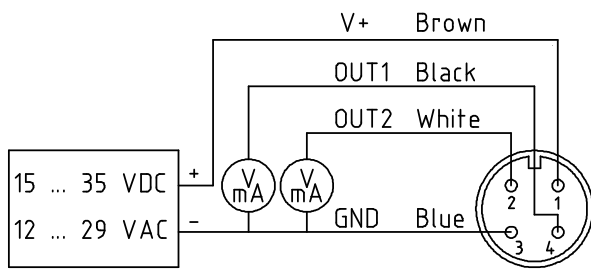 V+ Brown
OUT1 Black
OUT2 White
+
15 ... 35 VDC
V
mA
V
mA
2
1
12 ... 29 VAC
-
GND Blue
3
4